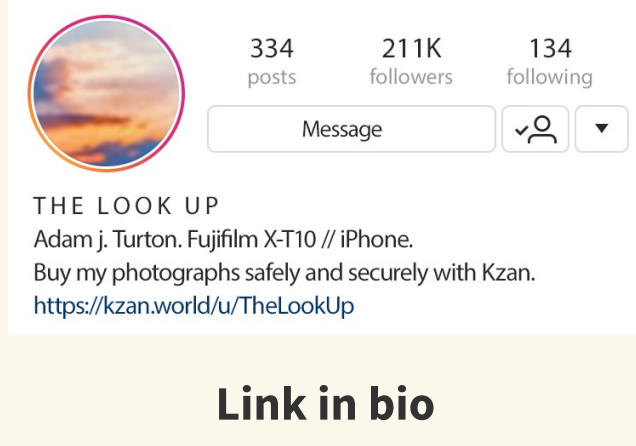 334 211K 134
posts followers following
Message
THE LOOK UP
Adam j. Turton. Fujifilm X-T10 // iPhone.
Buy my photographs safely and securely with Kzan.
https://kzan.world/u/TheLookUp
Link in bio